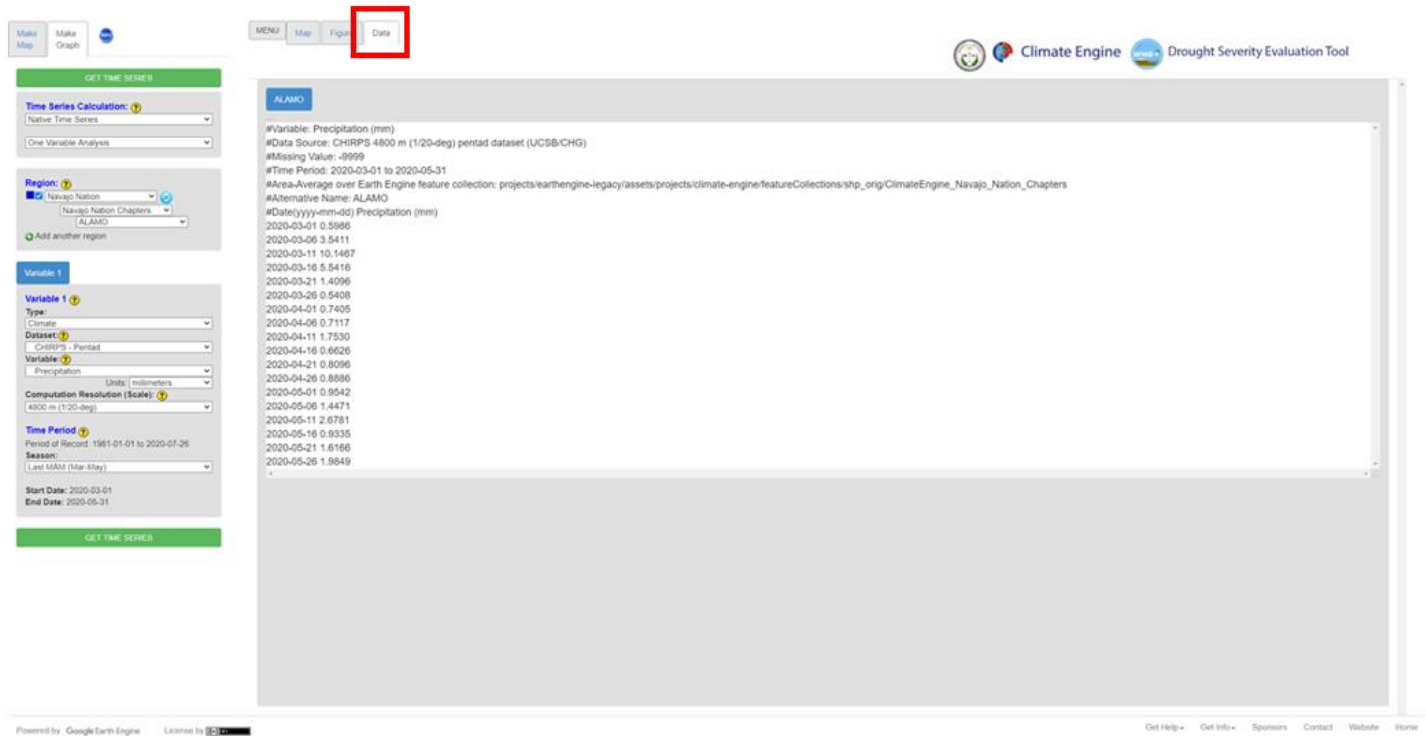 Make Map
Make Graph
GET TIME SERIES
Time Series Calculation: ?
Native Time Series
One Variable Analysis
Region: ?
Navajo Nation
Navajo Nation Chapters
ALAMO
Add another region
Variable 1
Variable 1 ?
Type:
Climate
Dataset: ?
CHIRPS - Pentad
Variable: ?
Precipitation
Units: millimeters
Computation Resolution (Scale): ?
4800 m (1/20-deg)
Time Period ?
Period of Record: 1981-01-01 to 2020-07-26
Season:
Last MAM (Mar-May)
Start Date: 2020-03-01
End Date: 2020-05-31
GET TIME SERIES
MENU Map Figure Data
Climate Engine Drought Severity Evaluation Tool
ALAMO
#Variable: Precipitation (mm)
#Data Source: CHIRPS 4800 m (1/20-deg) pentad dataset (UCSB/CHG)
#Missing Value: -9999
#Time Period: 2020-03-01 to 2020-05-31
#Area-Average over Earth Engine feature collection: projects/earthengine-legacy/assets/projects/climate-engine/featureCollections/shp_orig/ClimateEngine_Navajo_Nation_Chapters
#Alternative Name: ALAMO
#Date(yyyy-mm-dd) Precipitation (mm)
2020-03-01 0.5986
2020-03-06 3.5411
2020-03-11 10.1467
2020-03-16 5.5416
2020-03-21 1.4096
2020-03-26 0.5408
2020-04-01 0.7405
2020-04-06 0.7117
2020-04-11 1.7530
2020-04-16 0.6626
2020-04-21 0.8096
2020-04-26 0.8886
2020-05-01 0.9542
2020-05-06 1.4471
2020-05-11 2.6781
2020-05-16 0.9335
2020-05-21 1.6166
2020-05-26 1.9849
Powered by Google Earth Engine License by
Get Help Get Info Sponsors Contact Website Home